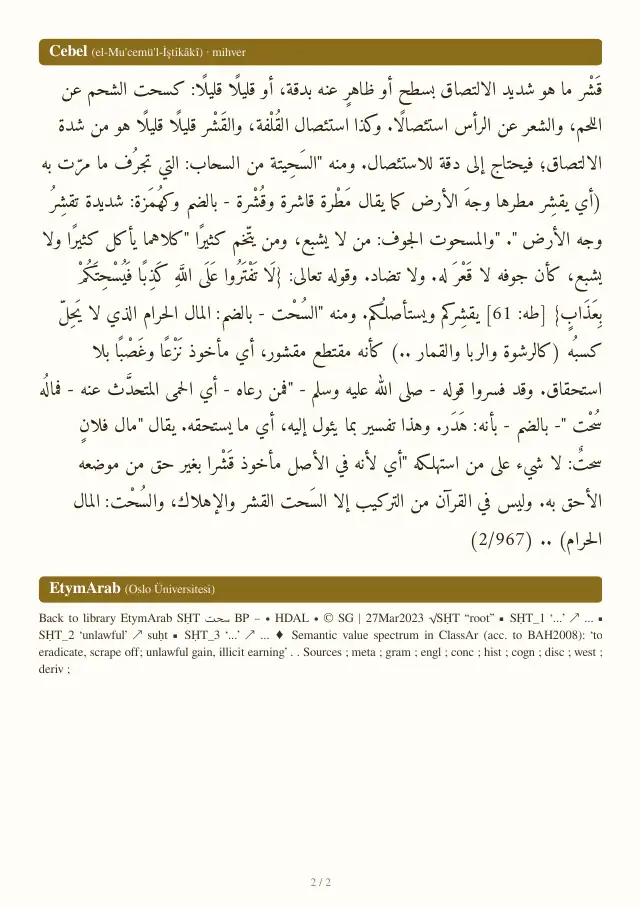 Cebel (el-Mu'cemü'l-İştikâkî) · mihver
قَشْر ما هو شديد الالتصاق بسطح أو ظاهرٍ عنه بدقة، أو قليلًا قليلًا: كسحت الشحم عن
اللحم، والشعر عن الرأس استئصالًا. وكذا استئصال القُلْفة، والقَشْر قليلًا قليلًا هو من شدة
الالتصاق؛ فيحتاج إلى دقة للاستئصال. ومنه "السَحِيتة من السحاب: التي تجرُف ما مرّت به
(أي يقشِر مطرها وجهَ الأرض كما يقال مَطْرة قاشرة وقُشْرة - بالضم وكهُمَزة: شديدة تقشِرُ
وجه الأرض ". "والمسحوت الجوف: من لا يشبع، ومن يتّخم كثيرًا "كلاهما يأكل كثيرًا ولا
يشبع، كأن جوفه لا قَعْرَ له. ولا تضاد. وقوله تعالى: {لَا تَفْتَرُوا عَلَى اللَّهِ كَذِبًا فَيُسْحِتَكُمْ
بِعَذَابٍ} [طه: 61] يقشِركم ويستأصلُكم. ومنه "السُحْت - بالضم: المال الحرام الذي لا يَحِلّ
كسبُه (كالرشوة والربا والقمار ..) كأنه مقتطع مقشور، أي مأخوذ نَزْعًا وغَصْبًا بلا
استحقاق. وقد فسروا قوله - صلى الله عليه وسلم - "فمن رعاه - أي الحمى المتحدَّث عنه - فمالُه
سُحْت "- بالضم - بأنه: هَدَر. وهذا تفسير بما يئول إليه، أي ما يستحقه. يقال "مال فلانٍ
سحتٌ: لا شيء على من استهلكه "أي لأنه في الأصل مأخوذ قَشْرا بغير حق من موضعه
الأحق به. وليس في القرآن من التركيب إلا السَحت القشر والإهلاك، والسُحْت: المال
الحرام) .. (2/967)
EtymArab (Oslo Üniversitesi)
Back to library EtymArab SḤT سحت BP – • HDAL • © SG | 27Mar2023 √SḤT “root” ▪ SḤT_1 ‘...’ ↗ ... ▪
SḤT_2 ‘unlawful’ ↗ suḥt ▪ SḤT_3 ‘...’ ↗ ... ♦ Semantic value spectrum in ClassAr (acc. to BAH2008): ‘to
eradicate, scrape off; unlawful gain, illicit earning’ . . Sources ; meta ; gram ; engl ; conc ; hist ; cogn ; disc ; west ;
deriv ;
2 / 2